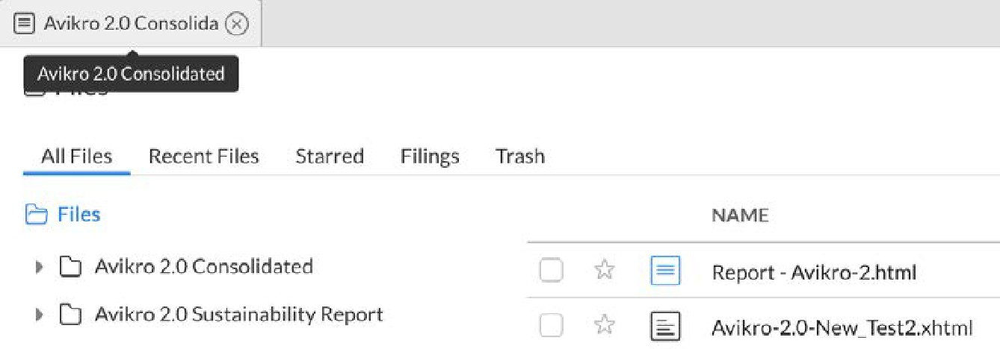 Avikro 2.0 Consolida
Avikro 2.0 Consolidated
All Files Recent Files Starred Filings Trash
Files
NAME
Avikro 2.0 Consolidated
Report - Avikro-2.html
Avikro 2.0 Sustainability Report
Avikro-2.0-New_Test2.xhtml